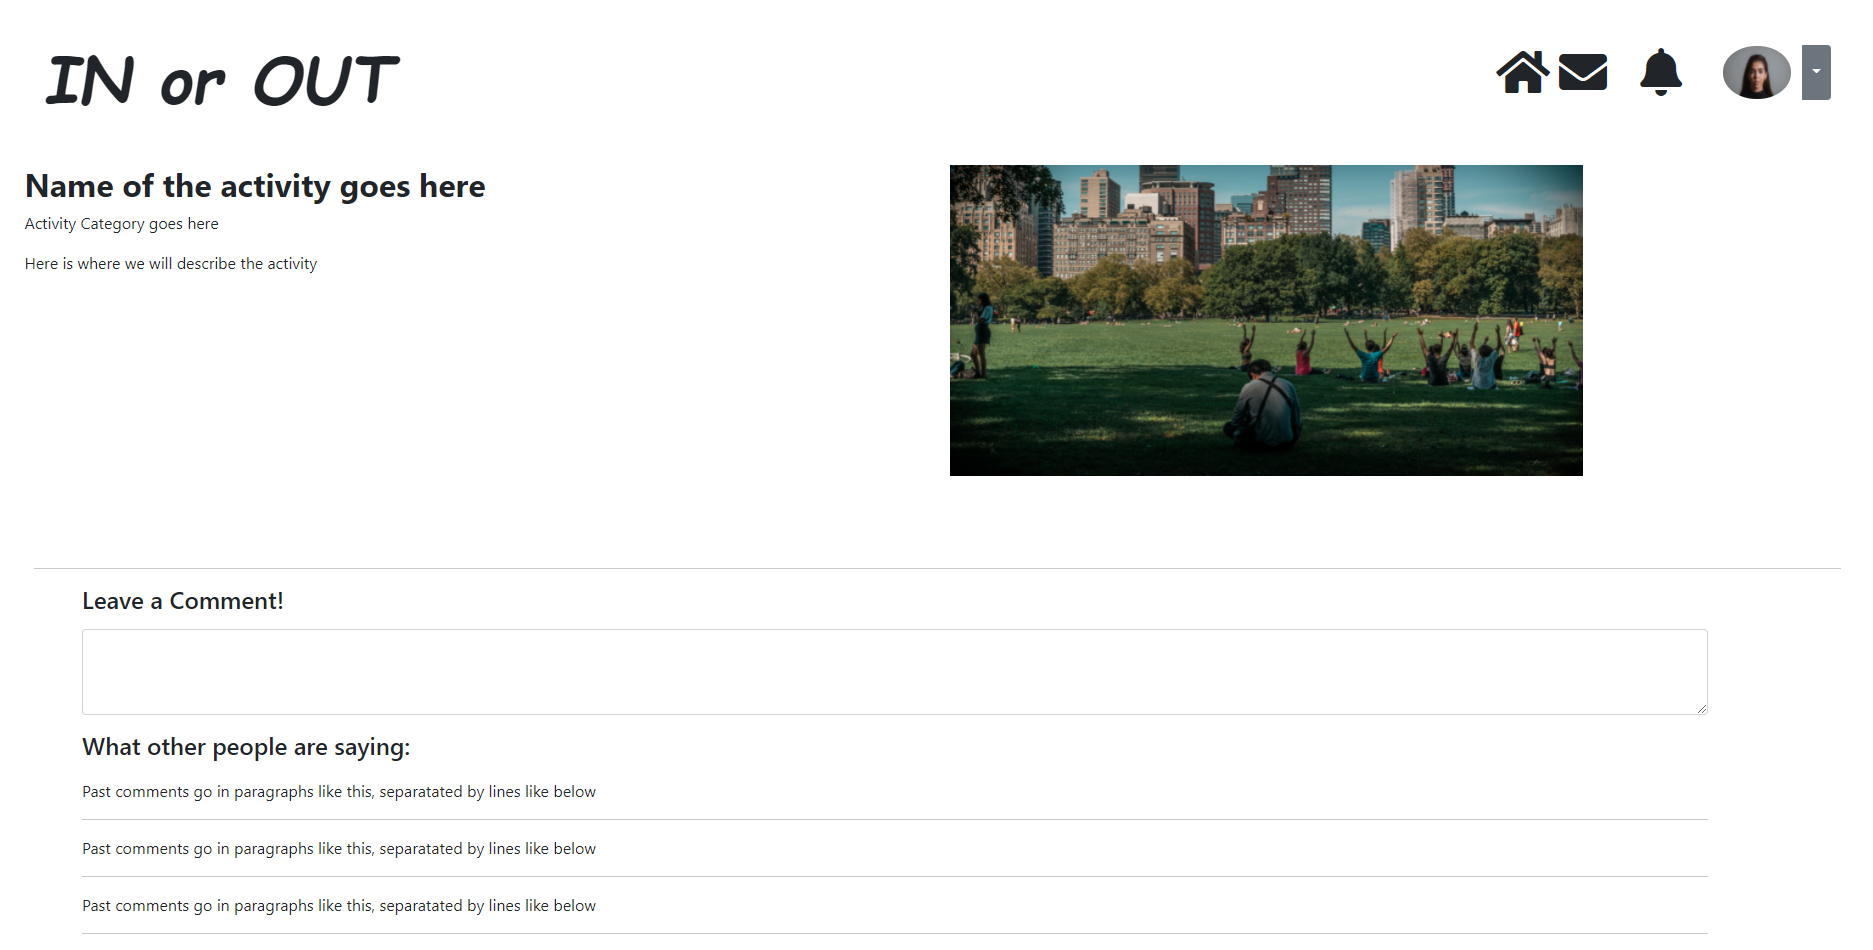 IN or OUT
Name of the activity goes here
Activity Category goes here
Here is where we will describe the activity
Leave a Comment!
What other people are saying:
Past comments go in paragraphs like this, separatated by lines like below
Past comments go in paragraphs like this, separatated by lines like below
Past comments go in paragraphs like this, separatated by lines like below